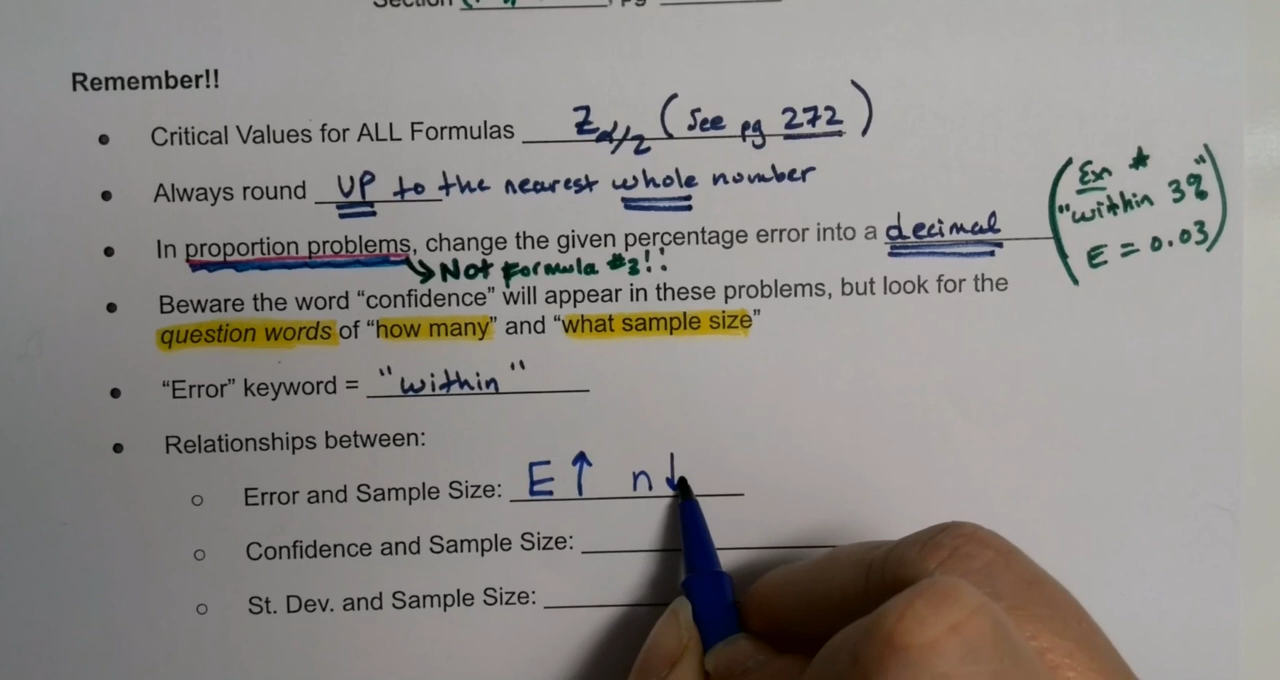 Section
Remember!!
• Critical Values for ALL Formulas Zα/2 (See pg 272)
• Always round UP to the nearest whole number
• In proportion problems, change the given percentage error into a decimal
(Ex #
"within 3%"
E = 0.03)
↳ Not Formula #3!!
• Beware the word “confidence” will appear in these problems, but look for the
question words of “how many” and “what sample size”
• “Error” keyword = "within"
• Relationships between:
○ Error and Sample Size: E↑ n↓
○ Confidence and Sample Size:
○ St. Dev. and Sample Size: